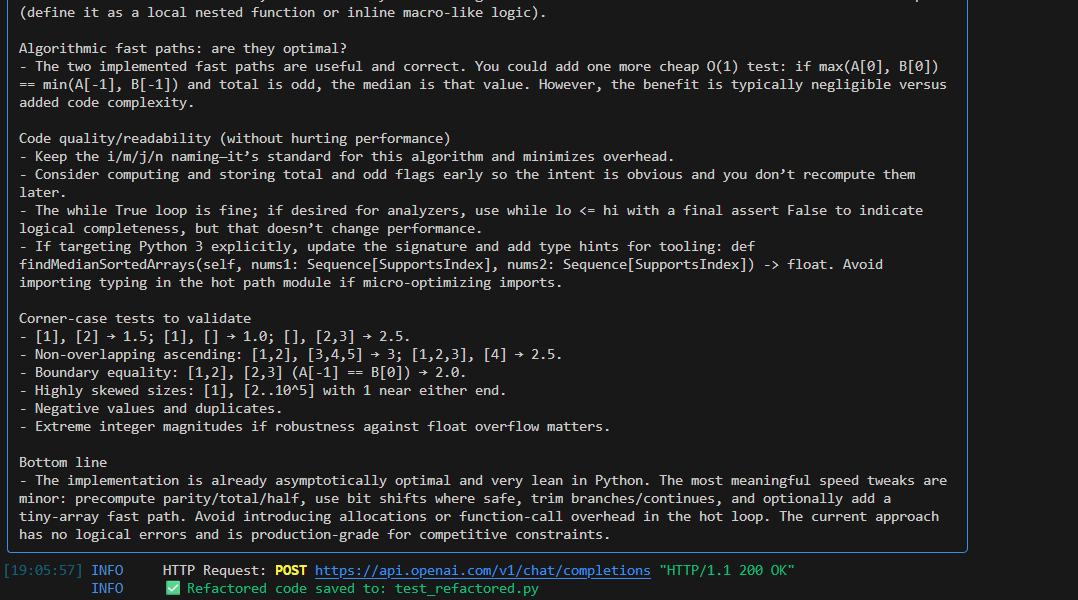 (define it as a local nested function or inline macro-like logic).
Algorithmic fast paths: are they optimal?
- The two implemented fast paths are useful and correct. You could add one more cheap O(1) test: if max(A[0], B[0])
== min(A[-1], B[-1]) and total is odd, the median is that value. However, the benefit is typically negligible versus
added code complexity.
Code quality/readability (without hurting performance)
- Keep the i/m/j/n naming—it’s standard for this algorithm and minimizes overhead.
- Consider computing and storing total and odd flags early so the intent is obvious and you don’t recompute them
later.
- The while True loop is fine; if desired for analyzers, use while lo <= hi with a final assert False to indicate
logical completeness, but that doesn’t change performance.
- If targeting Python 3 explicitly, update the signature and add type hints for tooling: def
findMedianSortedArrays(self, nums1: Sequence[SupportsIndex], nums2: Sequence[SupportsIndex]) -> float. Avoid
importing typing in the hot path module if micro-optimizing imports.
Corner-case tests to validate
- [1], [2] → 1.5; [1], [] → 1.0; [], [2,3] → 2.5.
- Non-overlapping ascending: [1,2], [3,4,5] → 3; [1,2,3], [4] → 2.5.
- Boundary equality: [1,2], [2,3] (A[-1] == B[0]) → 2.0.
- Highly skewed sizes: [1], [2..10^5] with 1 near either end.
- Negative values and duplicates.
- Extreme integer magnitudes if robustness against float overflow matters.
Bottom line
- The implementation is already asymptotically optimal and very lean in Python. The most meaningful speed tweaks are
minor: precompute parity/total/half, use bit shifts where safe, trim branches/continues, and optionally add a
tiny-array fast path. Avoid introducing allocations or function-call overhead in the hot loop. The current approach
has no logical errors and is production-grade for competitive constraints.
[19:05:57] INFO HTTP Request: POST https://api.openai.com/v1/chat/completions "HTTP/1.1 200 OK"
INFO ✅ Refactored code saved to: test_refactored.py